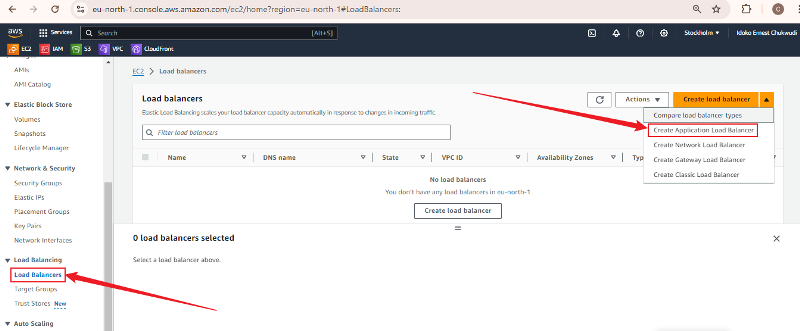 eu-north-1.console.aws.amazon.com/ec2/home?region=eu-north-1#LoadBalancers:
C
aws Services Search [Alt+S] Stockholm ▼ Idoko Ernest Chukwudi ▼
EC2 IAM S3 VPC CloudFront
AMIs
AMI Catalog
Elastic Block Store
Volumes
Snapshots
Lifecycle Manager
Network & Security
Security Groups
Elastic IPs
Placement Groups
Key Pairs
Network Interfaces
Load Balancing
Load Balancers
Target Groups
Trust Stores New
Auto Scaling
EC2 > Load balancers
Load balancers
Elastic Load Balancing scales your load balancer capacity automatically in response to changes in incoming traffic.
Actions ▼
Create load balancer
Compare load balancer types
Create Application Load Balancer
Create Network Load Balancer
Create Gateway Load Balancer
Create Classic Load Balancer
Filter load balancers
Name DNS name State VPC ID Availability Zones
No load balancers
You don't have any load balancers in eu-north-1
Create load balancer
0 load balancers selected
Select a load balancer above.